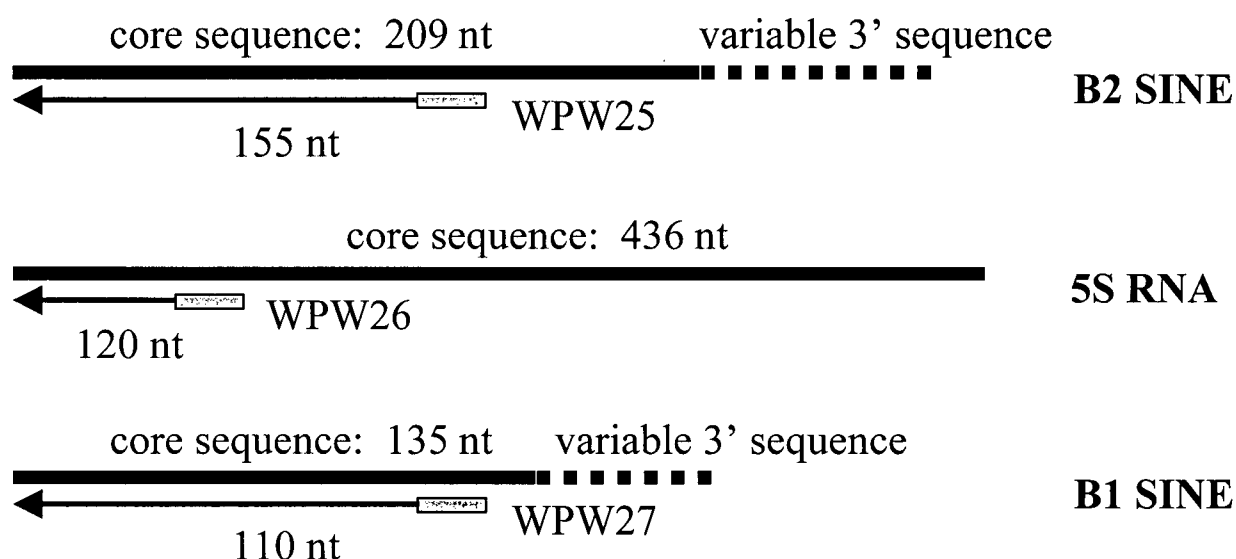 core sequence: 209 nt variable 3’ sequence
B2 SINE
WPW25
155 nt
core sequence: 436 nt
5S RNA
WPW26
120 nt
core sequence: 135 nt variable 3’ sequence
B1 SINE
WPW27
110 nt